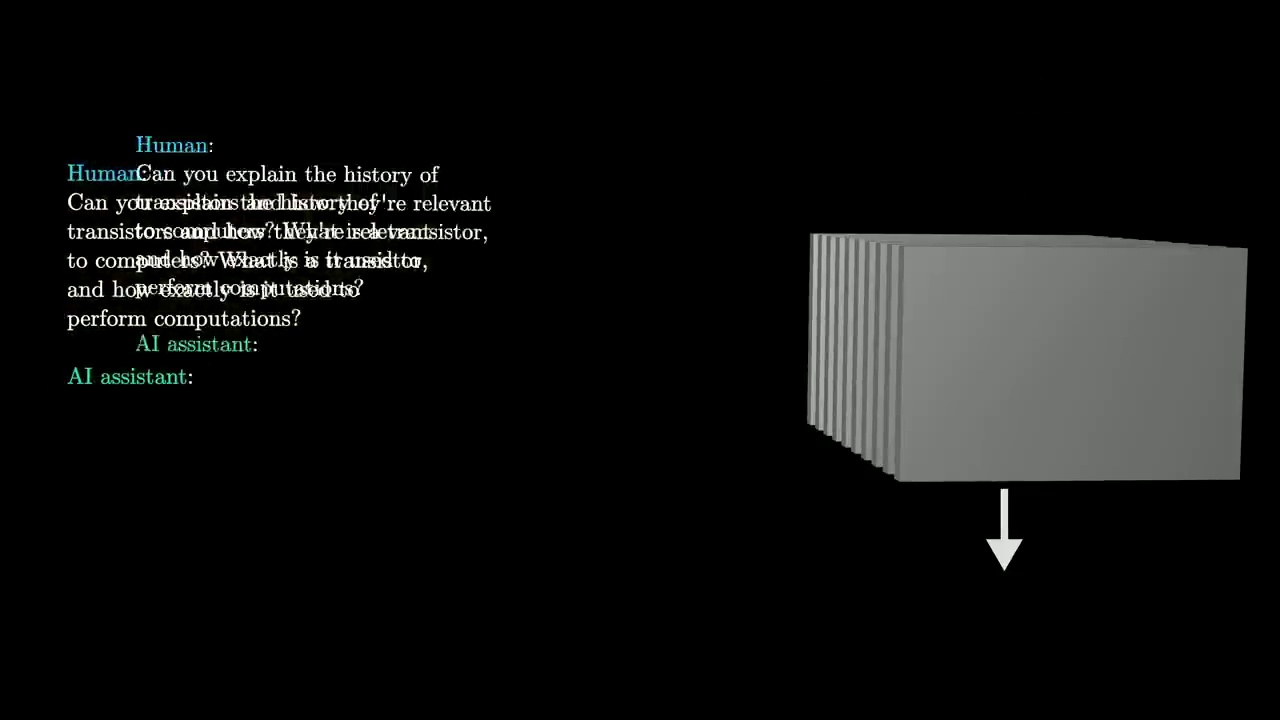 Human:
Can you explain the history of
transistors and how they're relevant
to computers? What is a transistor,
and how exactly is it used to
perform computations?
AI assistant:
Human:
Can you explain the history of
transistors and how they're relevant
to computers? What is a transistor,
and how exactly is it used to
perform computations?
AI assistant: